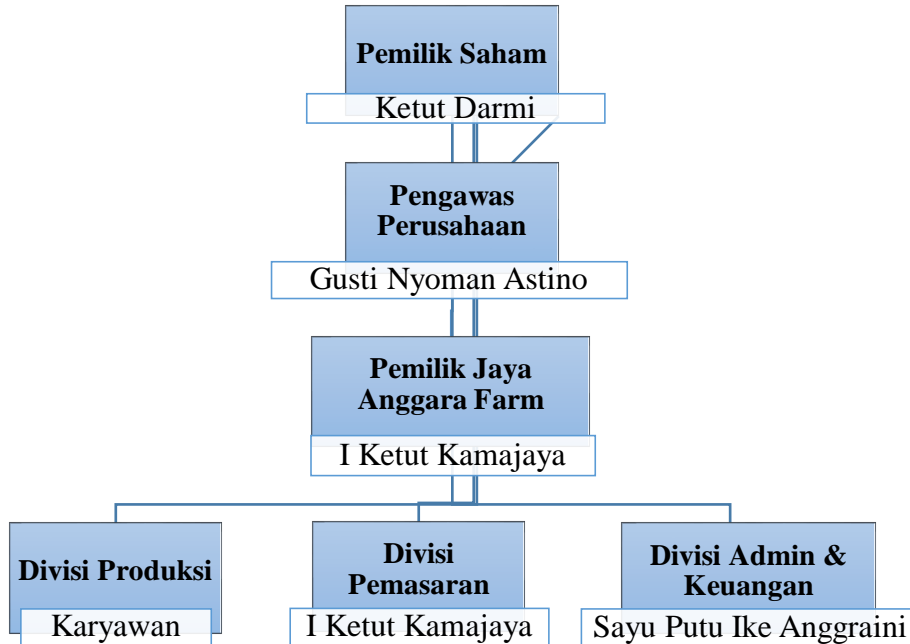 Pemilik Saham
Ketut Darmi
Pengawas
Perusahaan
Gusti Nyoman Astino
Pemilik Jaya
Anggara Farm
I Ketut Kamajaya
Divisi Produksi
Karyawan
Divisi
Pemasaran
I Ketut Kamajaya
Divisi Admin &
Keuangan
Sayu Putu Ike Anggraini